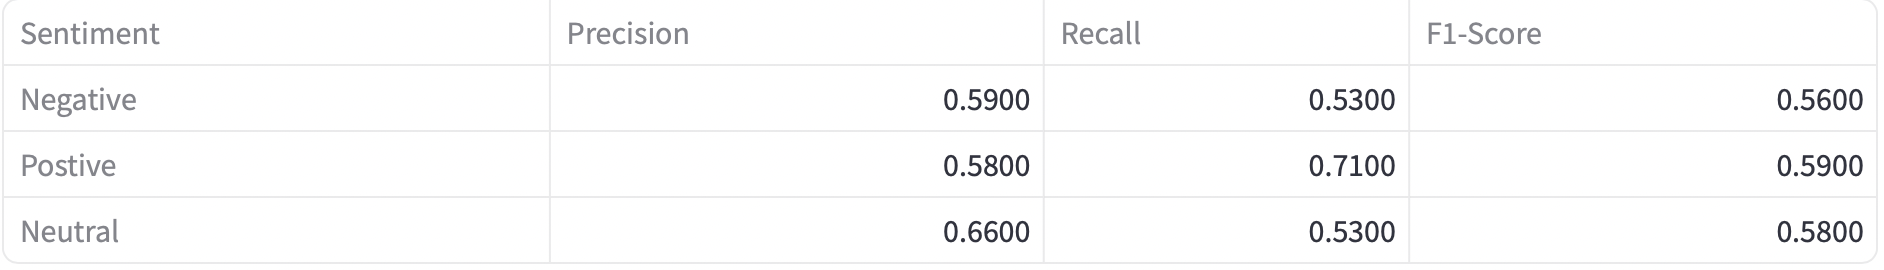 Sentiment Precision Recall F1-Score
Negative 0.5900 0.5300 0.5600
Postive 0.5800 0.7100 0.5900
Neutral 0.6600 0.5300 0.5800